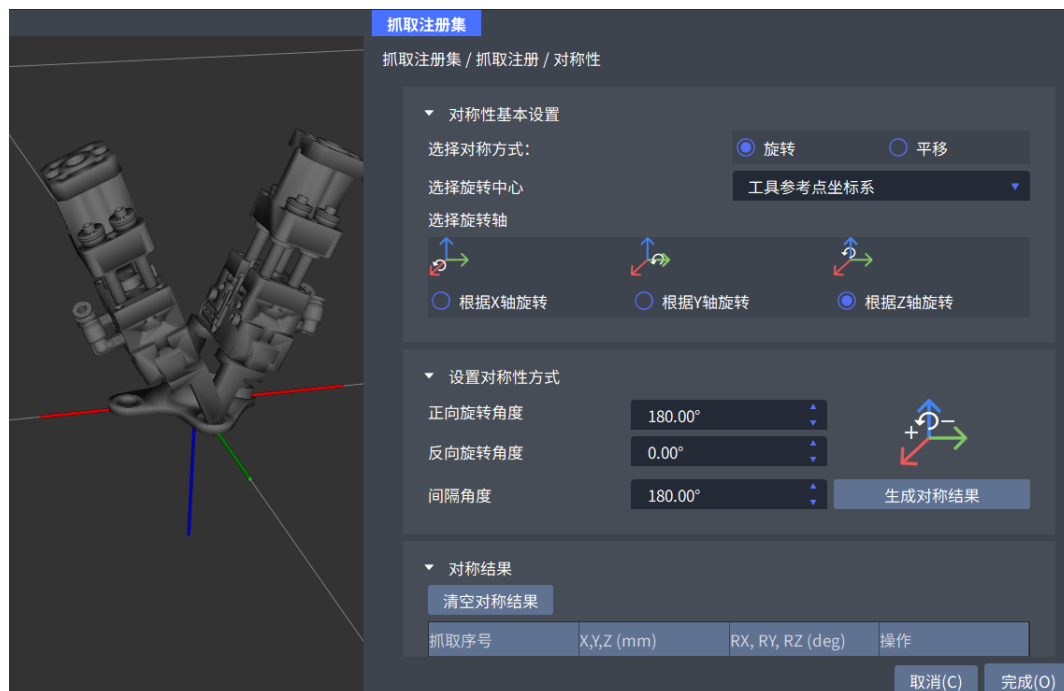 抓取注册集
抓取注册集 / 抓取注册 / 对称性
对称性基本设置
选择对称方式: 旋转 平移
选择旋转中心 工具参考点坐标系
选择旋转轴
根据X轴旋转 根据Y轴旋转 根据Z轴旋转
设置对称性方式
正向旋转角度 180.00°
反向旋转角度 0.00°
+ −
间隔角度 180.00° 生成对称结果
对称结果
清空对称结果
抓取序号 X,Y,Z (mm) RX, RY, RZ (deg) 操作
取消(C) 完成(O)